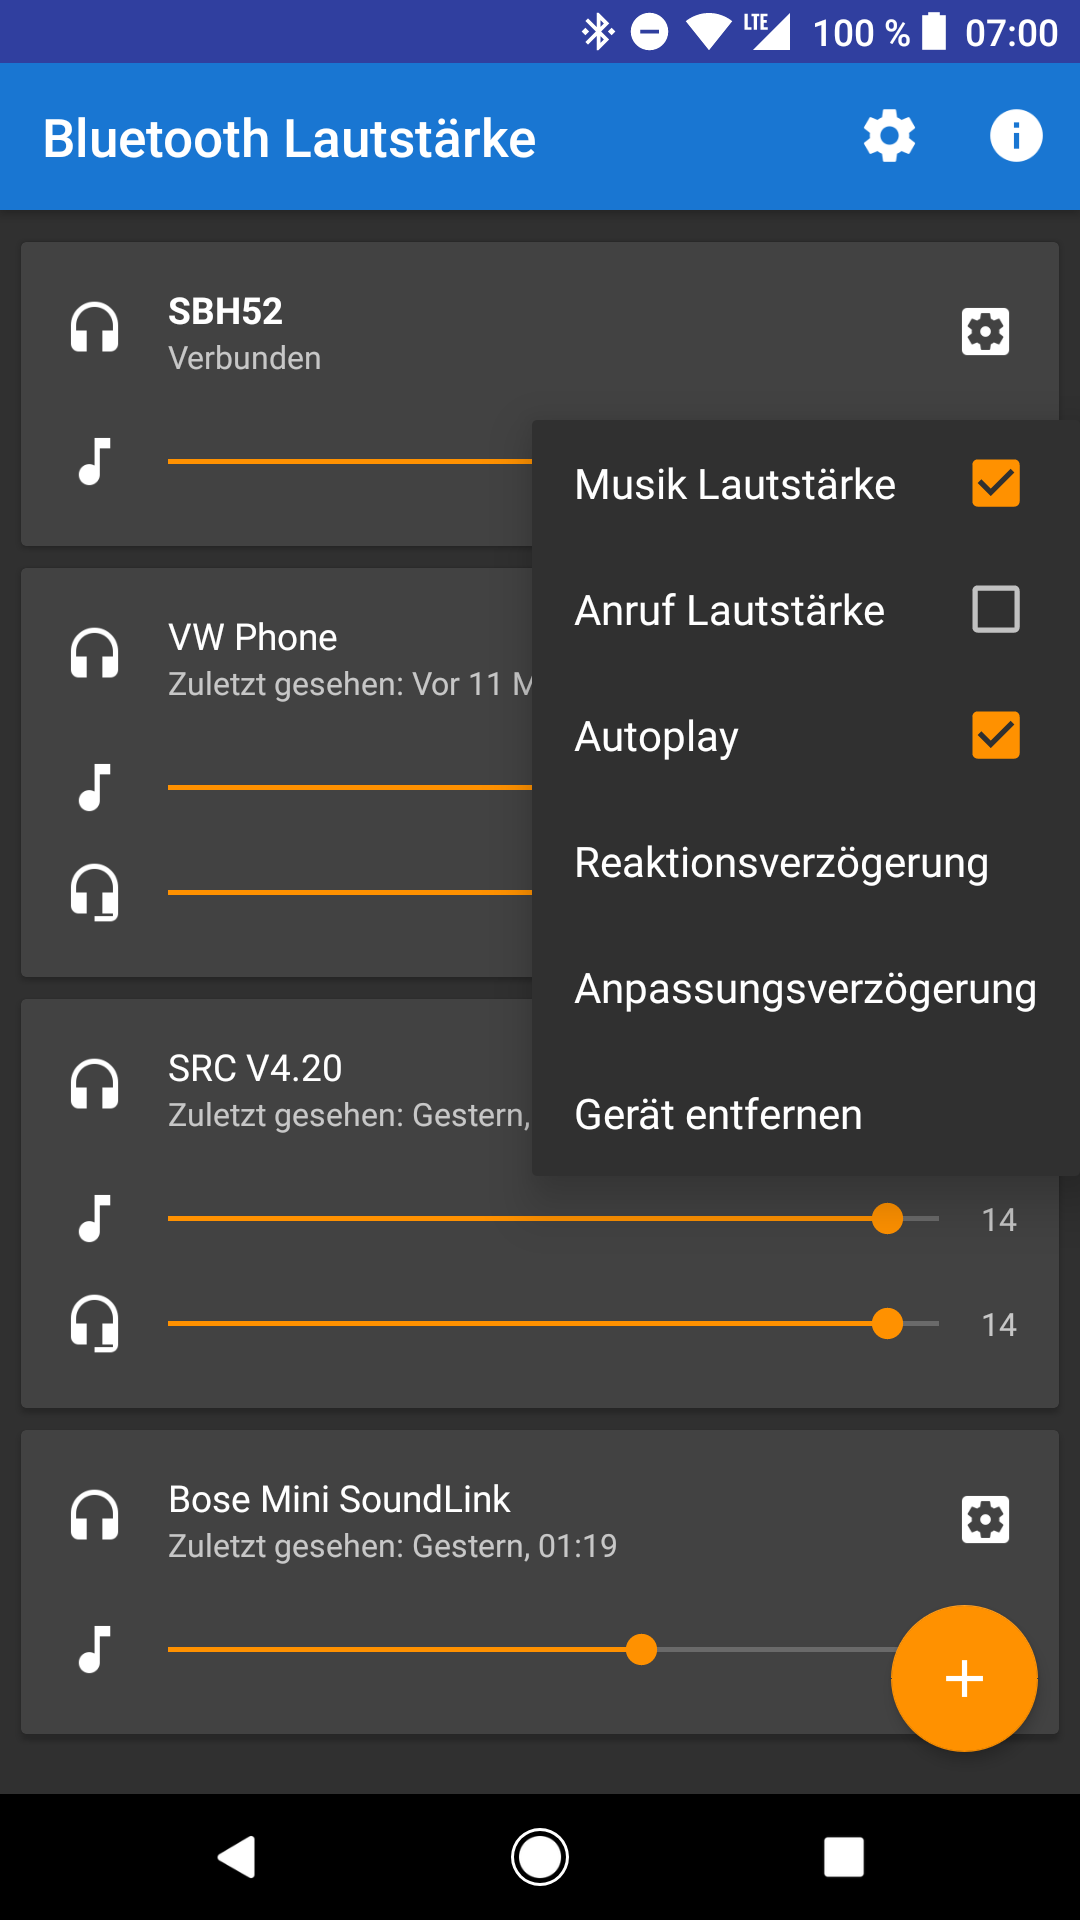 LTE 100 % 07:00
Bluetooth Lautstärke
SBH52
Verbunden
Musik Lautstärke
Anruf Lautstärke
Autoplay
Reaktionsverzögerung
Anpassungsverzögerung
Gerät entfernen
VW Phone
Zuletzt gesehen: Vor 11 M
SRC V4.20
Zuletzt gesehen: Gestern,
14
14
Bose Mini SoundLink
Zuletzt gesehen: Gestern, 01:19